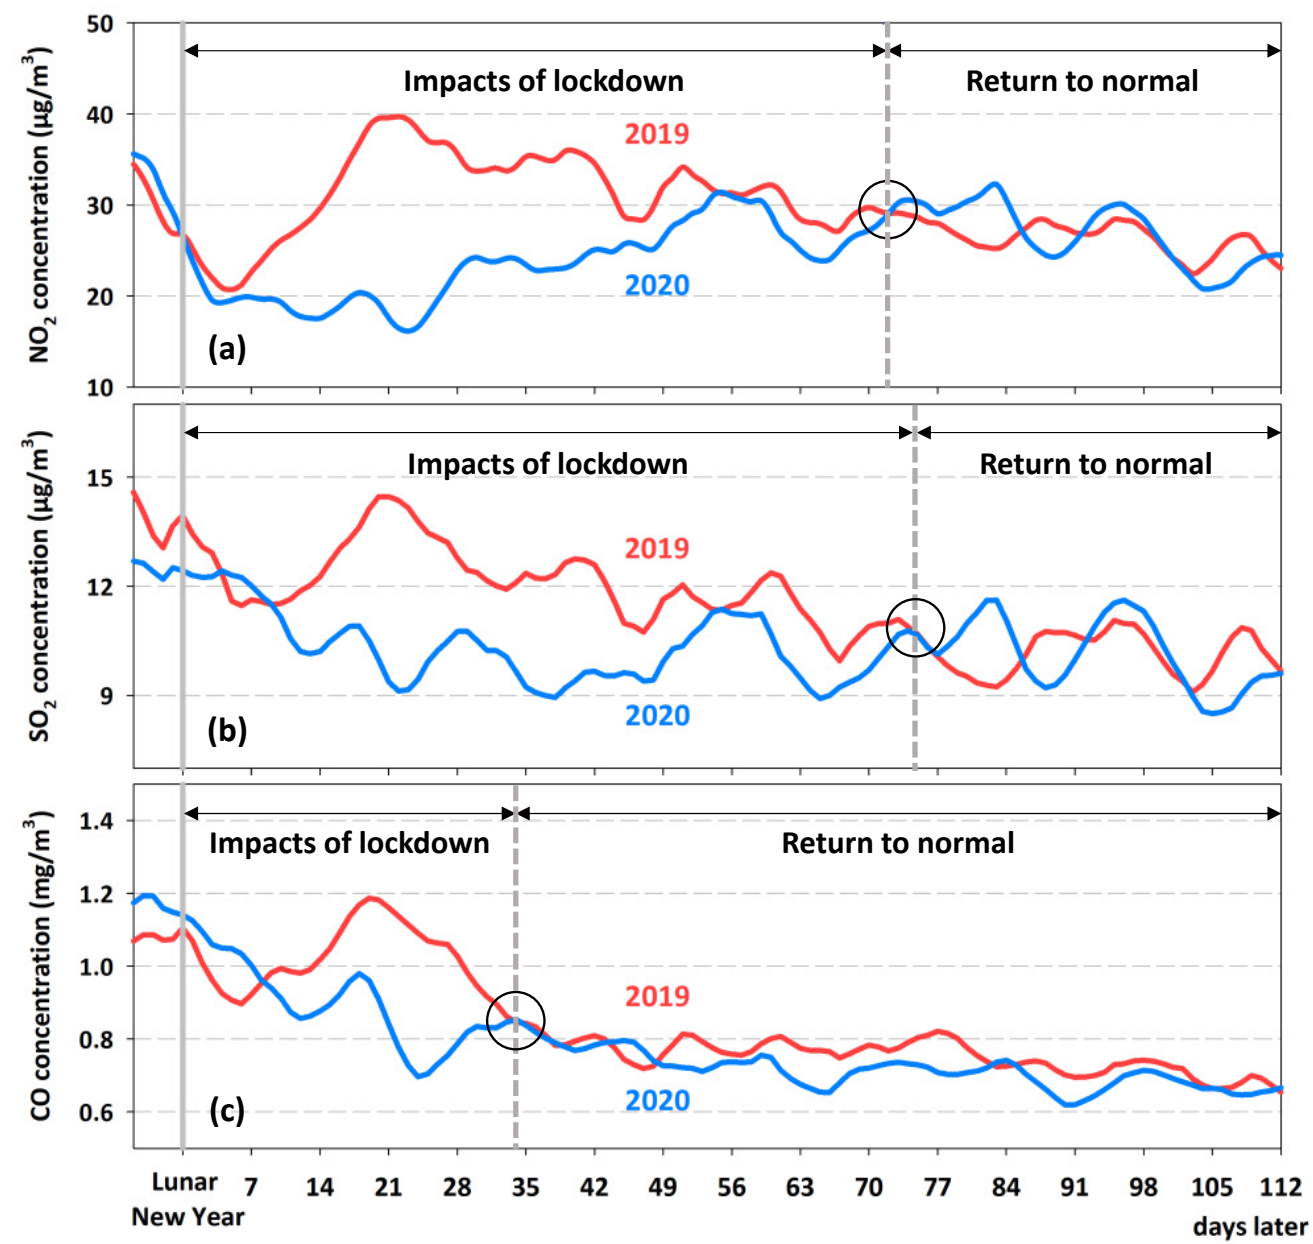 NO2 concentration (µg/m3)
50
40
30
20
10
Impacts of lockdown
Return to normal
2019
2020
(a)
SO2 concentration (µg/m3)
15
12
9
Impacts of lockdown
Return to normal
2019
2020
(b)
CO concentration (mg/m3)
1.4
1.2
1.0
0.8
0.6
Impacts of lockdown
Return to normal
2019
2020
(c)
Lunar 7 14 21 28 35 42 49 56 63 70 77 84 91 98 105 112
New Year
days later